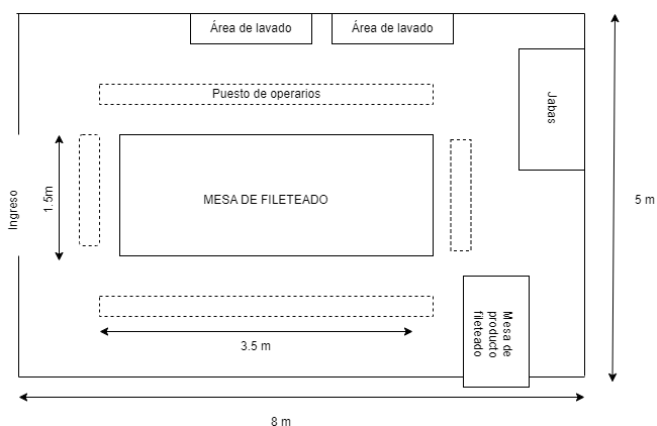 Área de lavado
Área de lavado
Puesto de operarios
Jabas
Ingreso
1.5m
MESA DE FILETEADO
5 m
Mesa de
producto
fileteado
3.5 m
8 m